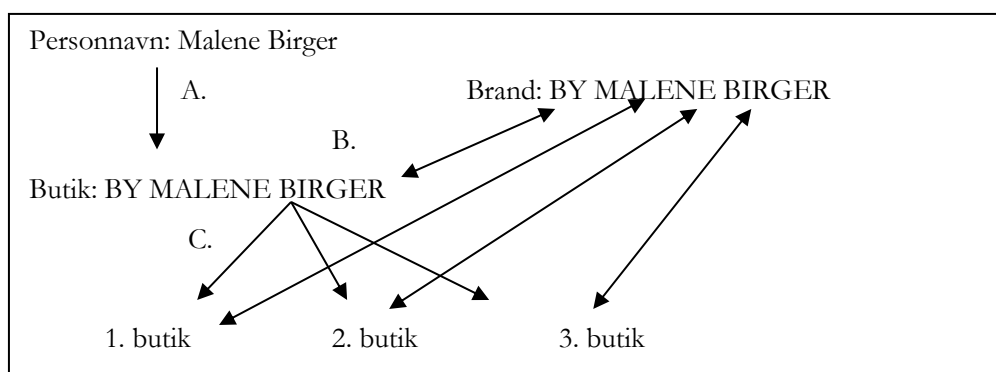 Personnavn: Malene Birger
A.
Brand: BY MALENE BIRGER
B.
Butik: BY MALENE BIRGER
C.
1. butik 2. butik 3. butik